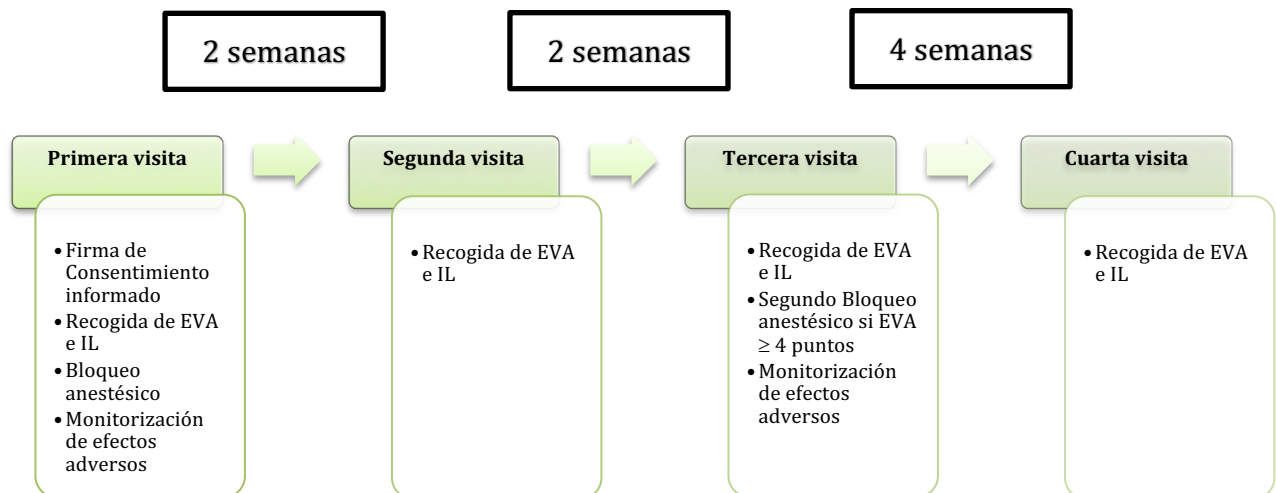 2 semanas
2 semanas
4 semanas
Primera visita
Segunda visita
Tercera visita
Cuarta visita
• Firma de
Consentimiento
informado
• Recogida de EVA
e IL
• Bloqueo
anestésico
• Monitorización
de efectos
adversos
• Recogida de EVA
e IL
• Recogida de EVA
e IL
• Segundo Bloqueo
anestésico si EVA
≥ 4 puntos
• Monitorización
de efectos
adversos
• Recogida de EVA
e IL